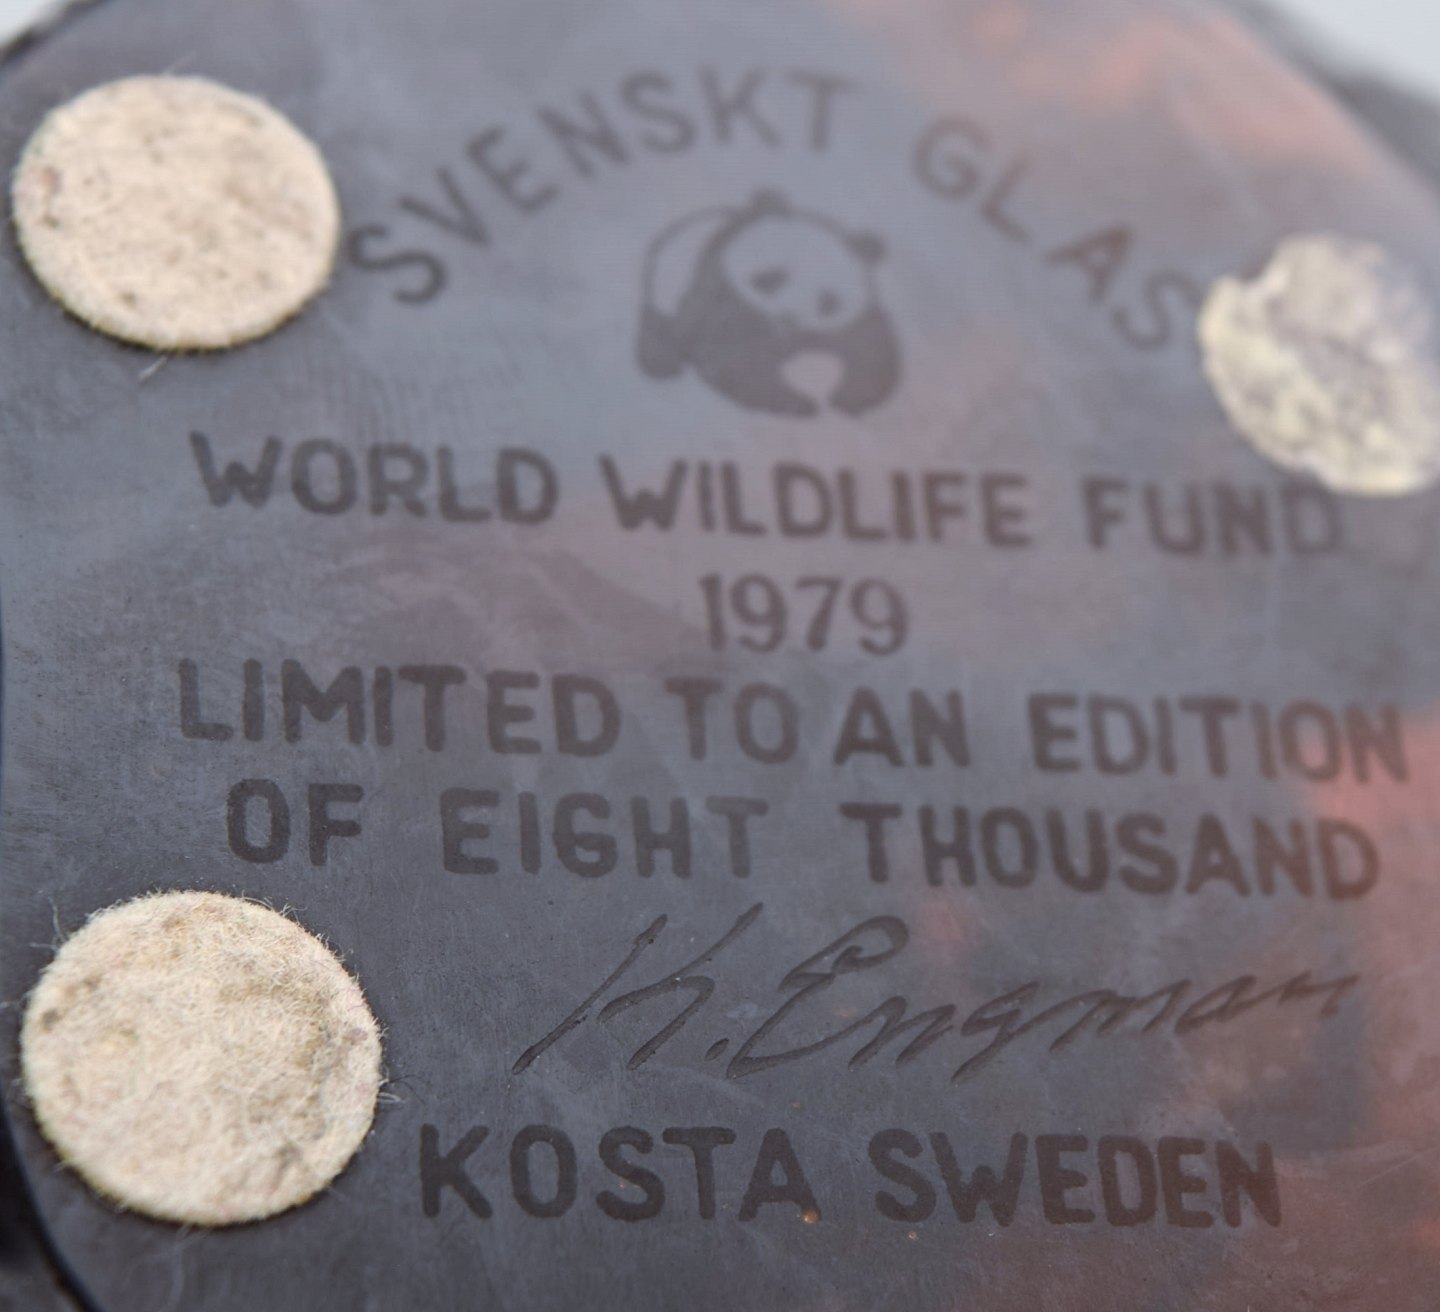 SVENSKT GLAS
WORLD WILDLIFE FUND
1979
LIMITED TO AN EDITION
OF EIGHT THOUSAND
K. Engman
KOSTA SWEDEN